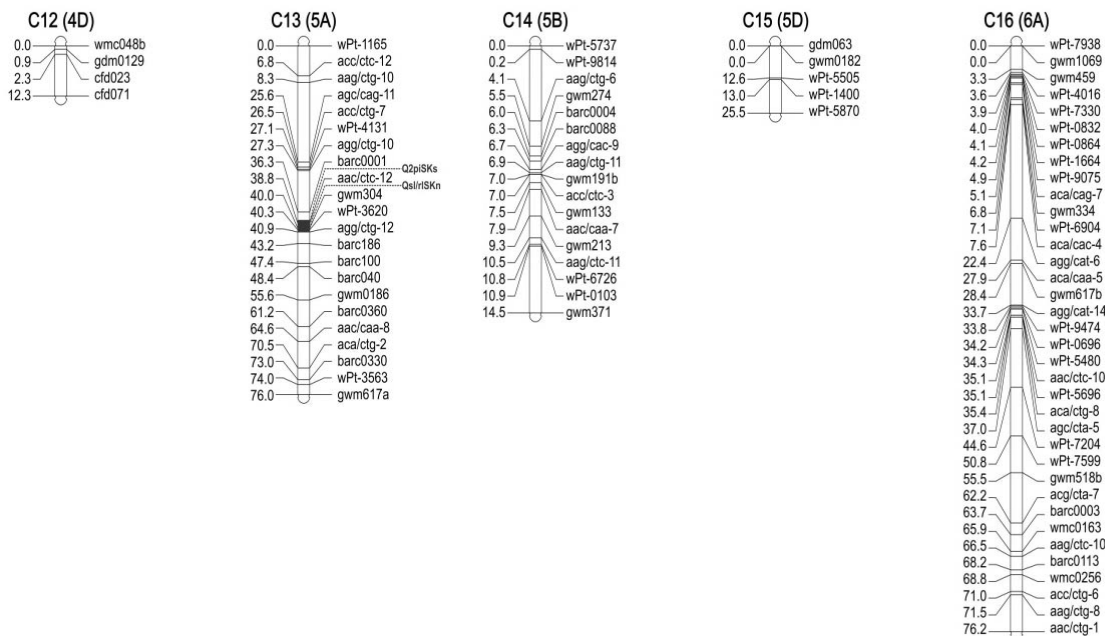 C12 (4D)
0.0 wmc048b
0.9 gdm0129
2.3 cfd023
12.3 cfd071
C13 (5A)
0.0 wPt-1165
6.8 acc/ctc-12
8.3 aag/ctg-10
25.6 agc/cag-11
26.5 acc/ctg-7
27.1 wPt-4131
27.3 agg/ctg-10
36.3 barc0001
Q2piSKs
38.8 aac/ctc-12
Qsl/rlSKn
40.0 gwm304
40.3 wPt-3620
40.9 agg/ctg-12
43.2 barc186
47.4 barc100
48.4 barc040
55.6 gwm0186
61.2 barc0360
64.6 aac/caa-8
70.5 aca/ctg-2
73.0 barc0330
74.0 wPt-3563
76.0 gwm617a
C14 (5B)
0.0 wPt-5737
0.2 wPt-9814
4.1 aag/ctg-6
5.5 gwm274
6.0 barc0004
6.3 barc0088
6.7 agg/cac-9
6.9 aag/ctg-11
7.0 gwm191b
7.0 acc/ctc-3
7.5 gwm133
7.9 aac/caa-7
9.3 gwm213
10.5 aag/ctc-11
10.8 wPt-6726
10.9 wPt-0103
14.5 gwm371
C15 (5D)
0.0 gdm063
0.0 gwm0182
12.6 wPt-5505
13.0 wPt-1400
25.5 wPt-5870
C16 (6A)
0.0 wPt-7938
0.0 gwm1069
3.3 gwm459
3.6 wPt-4016
3.9 wPt-7330
4.0 wPt-0832
4.1 wPt-0864
4.2 wPt-1664
4.9 wPt-9075
5.1 aca/cag-7
6.8 gwm334
7.1 wPt-6904
7.6 aca/cac-4
22.4 agg/cat-6
27.9 aca/caa-5
28.4 gwm617b
33.7 agg/cat-14
33.8 wPt-9474
34.2 wPt-0696
34.3 wPt-5480
35.1 aac/ctc-10
35.1 wPt-5696
35.4 aca/ctg-8
37.0 agc/cta-5
44.6 wPt-7204
50.8 wPt-7599
55.5 gwm518b
62.2 acg/cta-7
63.7 barc0003
65.9 wmc0163
66.5 aag/ctc-10
68.2 barc0113
68.8 wmc0256
71.0 acc/ctg-6
71.5 aag/ctg-8
76.2 aac/ctg-1